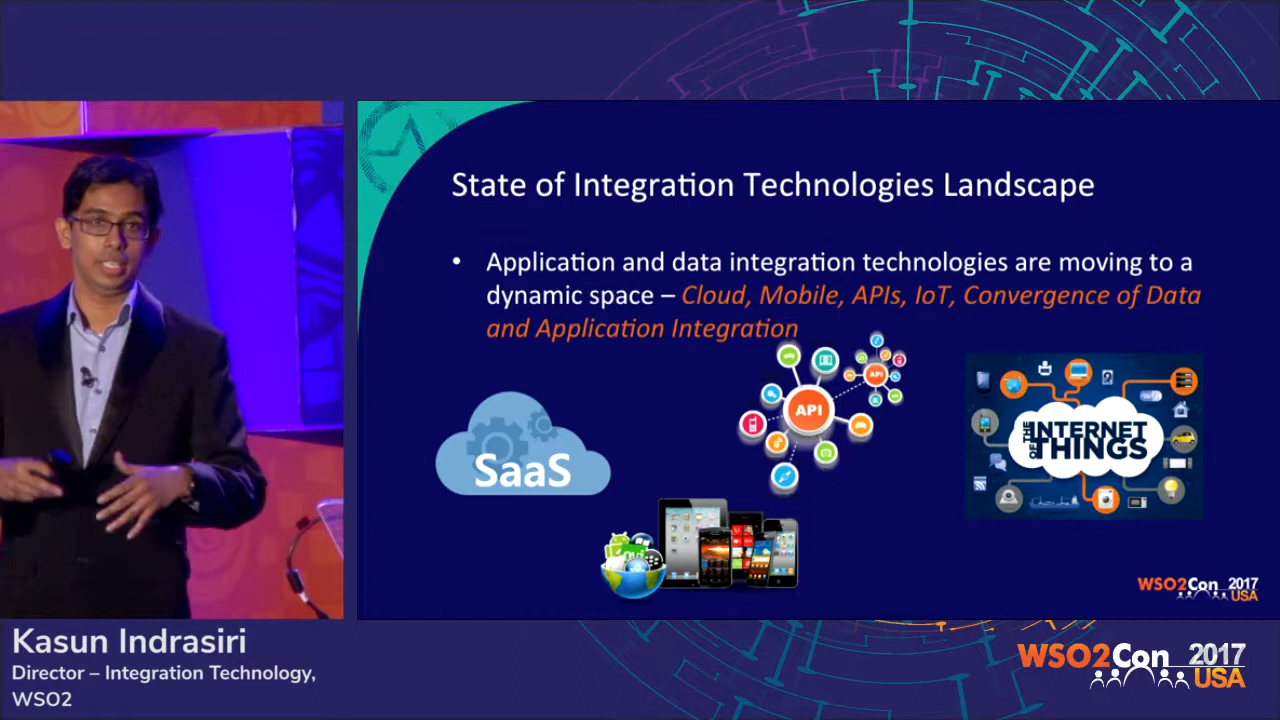 State of Integration Technologies Landscape
• Application and data integration technologies are moving to a
dynamic space – Cloud, Mobile, APIs, IoT, Convergence of Data
and Application Integration
API
API
SaaS
THE INTERNET
OF THINGS
WSO2Con 2017
USA
Kasun Indrasiri
Director – Integration Technology,
WSO2
WSO2Con 2017
USA